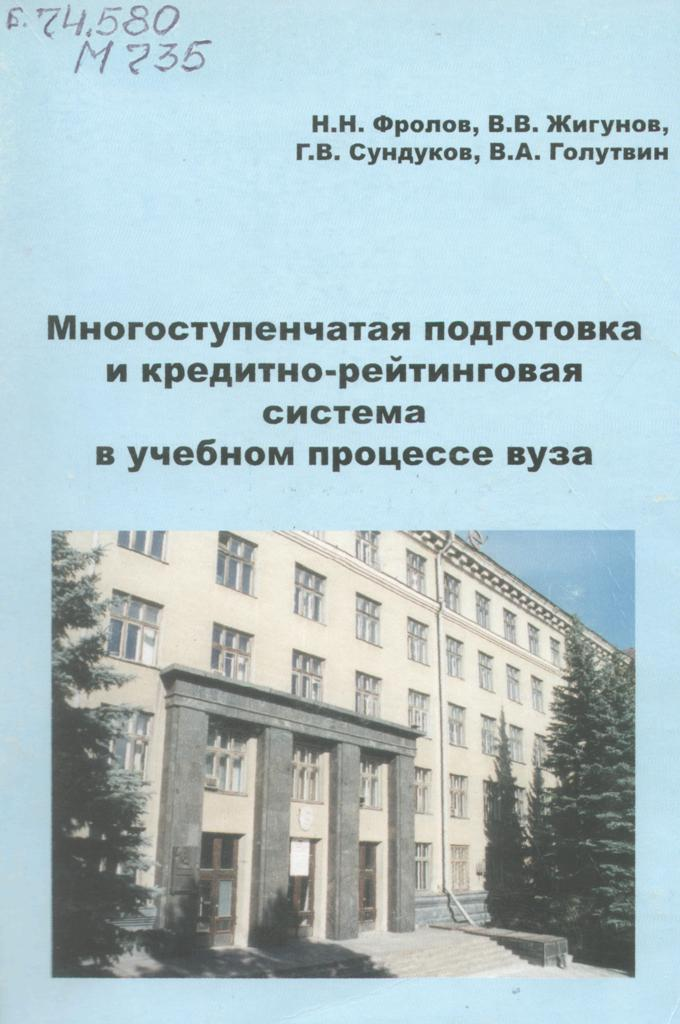 Б. 74.580
М 735
Н.Н. Фролов, В.В. Жигунов,
Г.В. Сундуков, В.А. Голутвин
Многоступенчатая подготовка
и кредитно-рейтинговая
система
в учебном процессе вуза